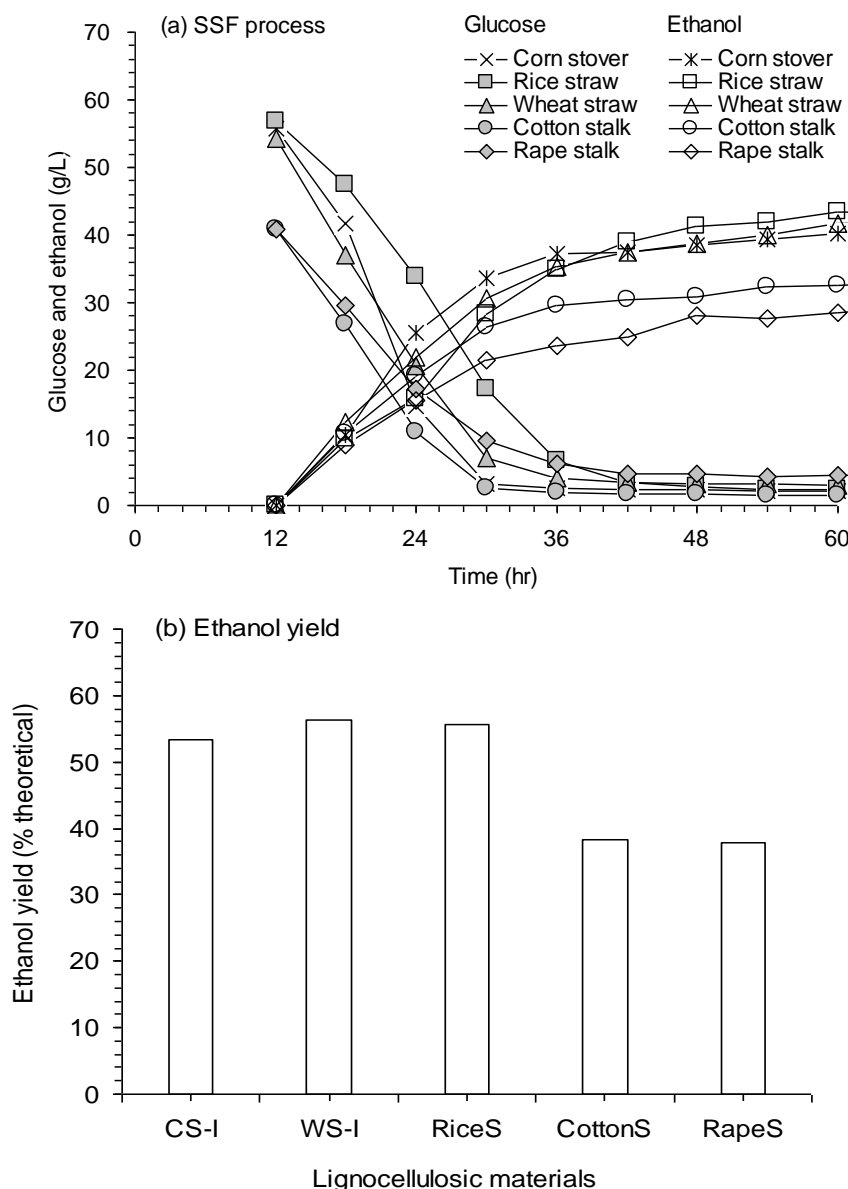 (a) SSF process
Glucose Ethanol
Corn stover Corn stover
Rice straw Rice straw
Wheat straw Wheat straw
Cotton stalk Cotton stalk
Rape stalk Rape stalk
Glucose and ethanol (g/L)
70
60
50
40
30
20
10
0
0 12 24 36 48 60
Time (hr)
(b) Ethanol yield
Ethanol yield (% theoretical)
70
60
50
40
30
20
10
0
CS-I WS-I RiceS CottonS RapeS
Lignocellulosic materials